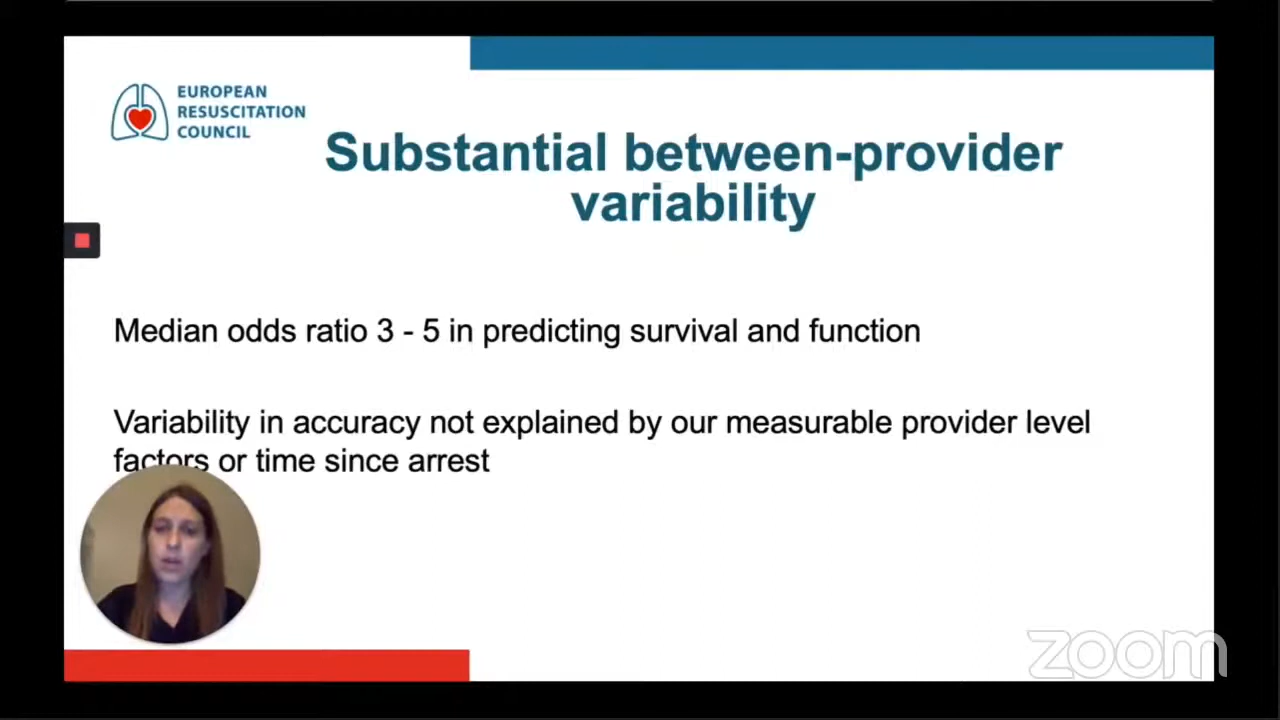 EUROPEAN
RESUSCITATION
COUNCIL
Substantial between-provider
variability
Median odds ratio 3 - 5 in predicting survival and function
Variability in accuracy not explained by our measurable provider level
factors or time since arrest
zoom